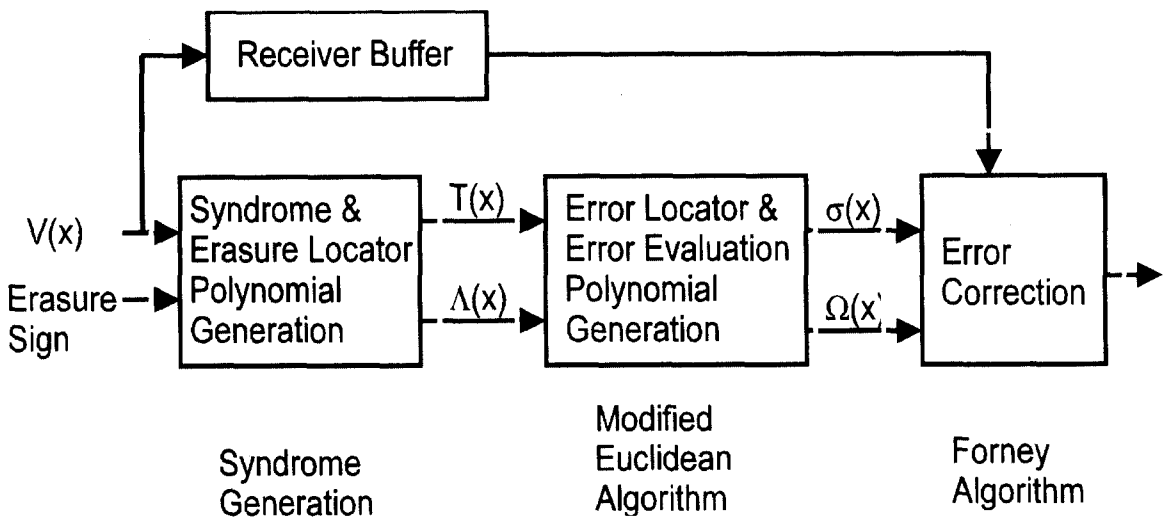 Receiver Buffer
V(x)
Erasure
Sign
Syndrome &
Erasure Locator
Polynomial
Generation
T(x)
Λ(x)
Error Locator &
Error Evaluation
Polynomial
Generation
σ(x)
Ω(x)
Error
Correction
Syndrome
Generation
Modified
Euclidean
Algorithm
Forney
Algorithm